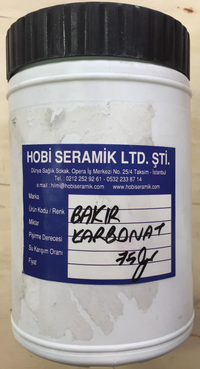 HOBİ SERAMİK LTD. ŞTİ.
Dünya Sağlık Sokak, Opera İş Merkezi No. 25/4 Taksim - İstanbul
Tel : 0212 252 92 61 - 0532 233 87 14
e.mail : hilmi@hobiseramik.com www.hobiseramik.com
Marka
Ürün Kodu / Renk BAKIR
Miktar
Pişirme Derecesi KARBONAT
Su Karışım Oranı
Fiyat 75gr